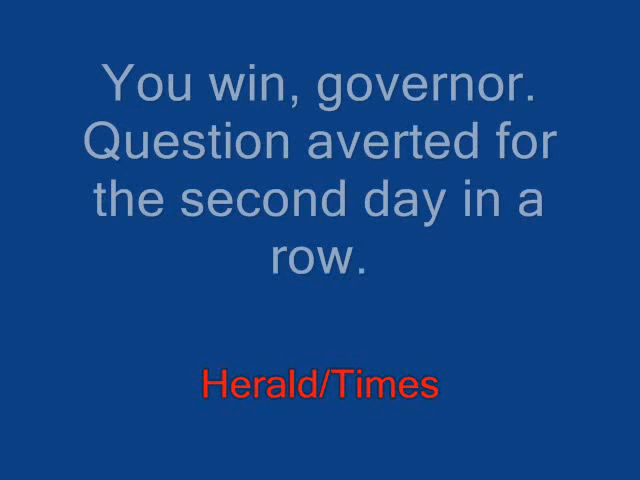 You win, governor.
Question averted for
the second day in a
row.
Herald/Times